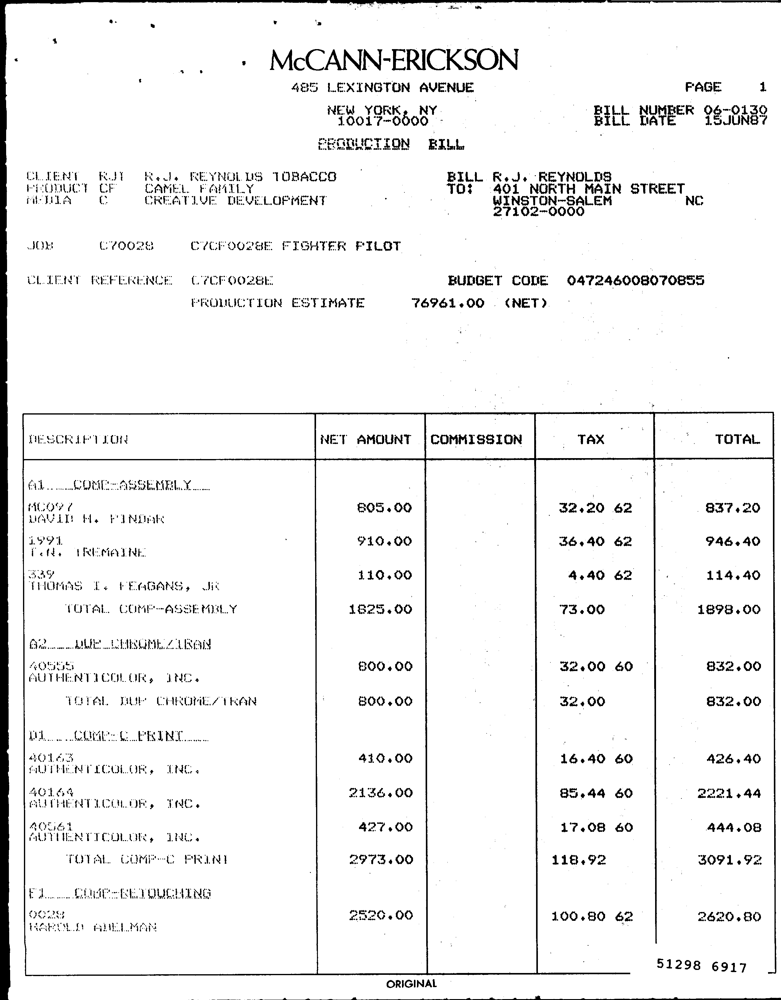 McCANN-ERICKSON
485 LEXINGTON AVENUE PAGE 1
NEW YORK, NY BILL NUMBER 06-0130
10017-0000 BILL DATE 15JUN87
PRODUCTION BILL
CLIENT RJT R.J. REYNOLDS TOBACCO BILL R.J. REYNOLDS
PRODUCT CF CAMEL FAMILY TO: 401 NORTH MAIN STREET
MEDIA C CREATIVE DEVELOPMENT WINSTON-SALEM NC
27102-0000
JOB C70028 C7CF0028E FIGHTER PILOT
CLIENT REFERENCE C7CF0028E BUDGET CODE 047246008070855
PRODUCTION ESTIMATE 76961.00 (NET)
DESCRIPTION NET AMOUNT COMMISSION TAX TOTAL
A1 COMP-ASSEMBLY
MC097 805.00 32.20 62 837.20
DAVID H. PINDAR
1991 910.00 36.40 62 946.40
T.N. TREMAINE
339 110.00 4.40 62 114.40
THOMAS I. FEAGANS, JR
TOTAL COMP-ASSEMBLY 1825.00 73.00 1898.00
A2 DUP CHROME/TRAN
40555 800.00 32.00 60 832.00
AUTHENTICOLOR, INC.
TOTAL DUP CHROME/TRAN 800.00 32.00 832.00
D1 COMP-C PRINT
40163 410.00 16.40 60 426.40
AUTHENTICOLOR, INC.
40164 2136.00 85.44 60 2221.44
AUTHENTICOLOR, INC.
40561 427.00 17.08 60 444.08
AUTHENTICOLOR, INC.
TOTAL COMP-C PRINT 2973.00 118.92 3091.92
F1 COMP-RETOUCHING
0028 2520.00 100.80 62 2620.80
HAROLD ADELMAN
51298 6917
ORIGINAL